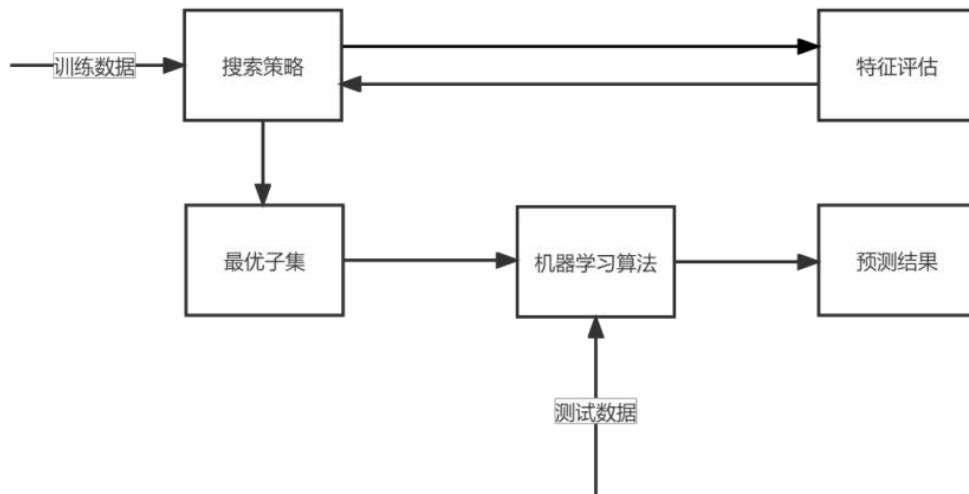 训练数据
搜索策略
特征评估
最优子集
机器学习算法
预测结果
测试数据